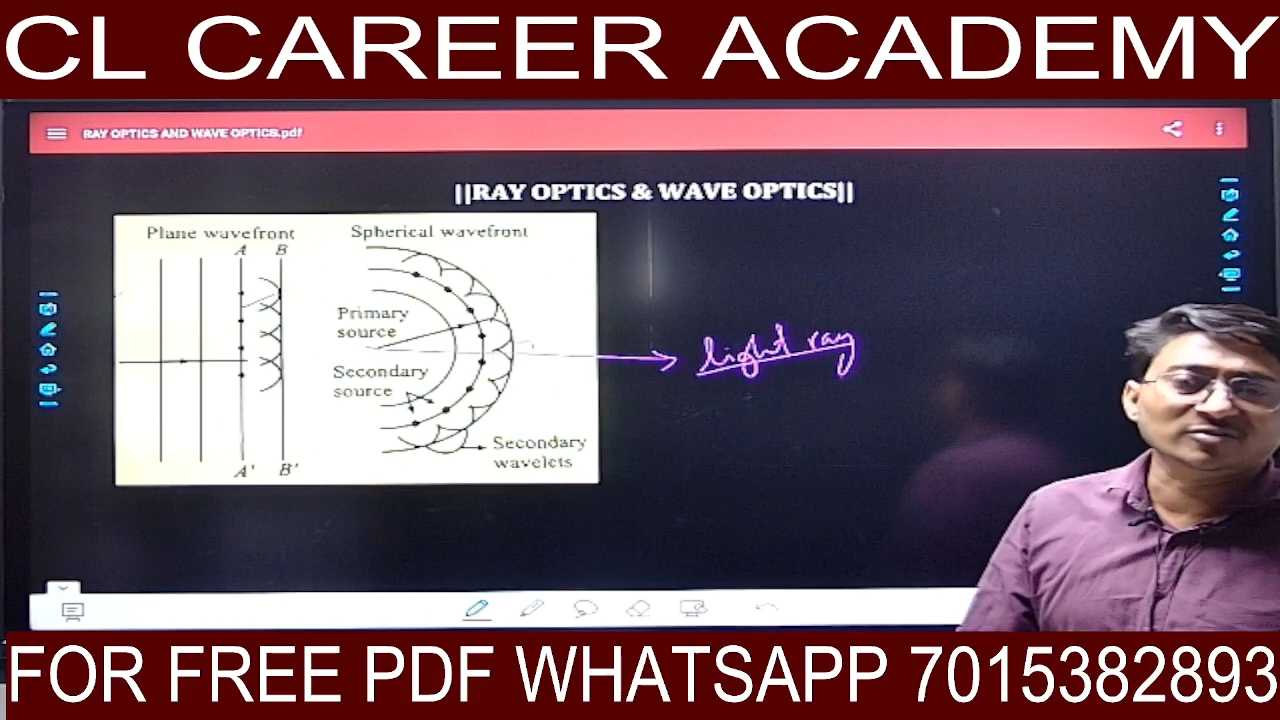 CL CAREER ACADEMY
RAY OPTICS AND WAVE OPTICS.pdf
||RAY OPTICS & WAVE OPTICS||
Plane wavefront
Spherical wavefront
A B
Primary
source
Secondary
source
Secondary
wavelets
A' B'
light ray
FOR FREE PDF WHATSAPP 7015382893